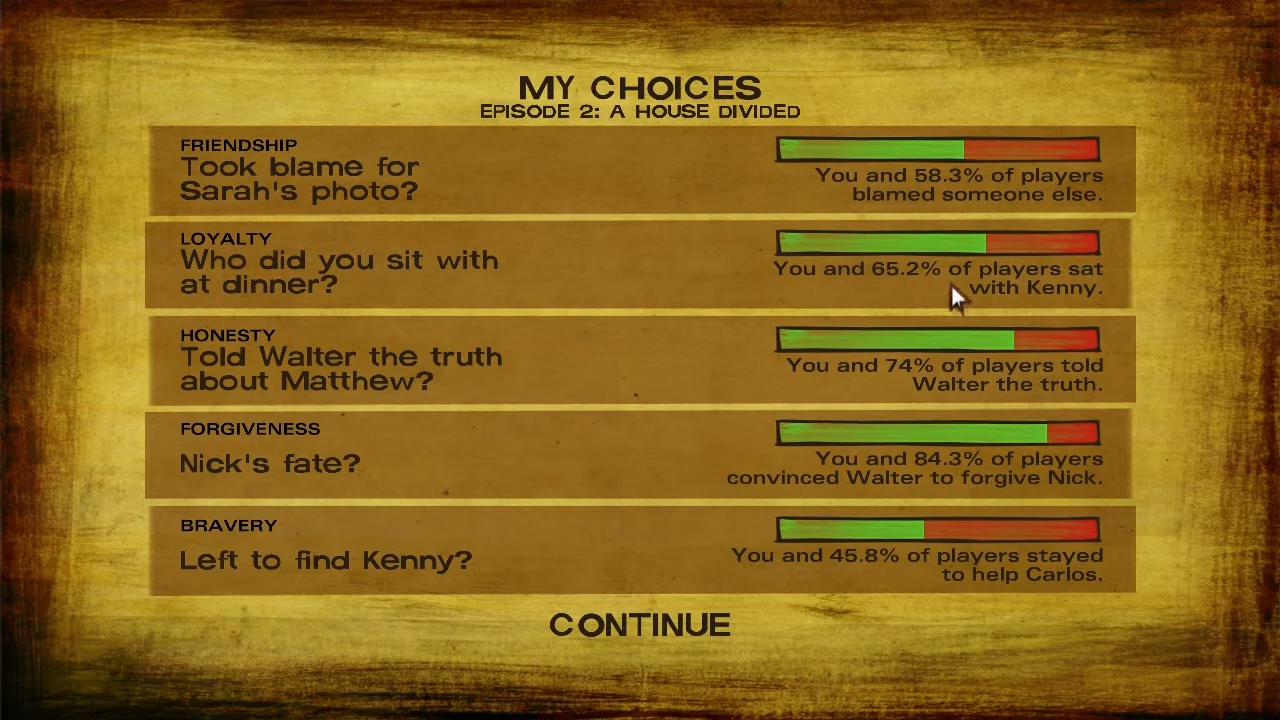 MY CHOICES
EPISODE 2: A HOUSE DIVIDED
FRIENDSHIP
Took blame for
Sarah's photo?
You and 58.3% of players
blamed someone else.
LOYALTY
Who did you sit with
at dinner?
You and 65.2% of players sat
with Kenny.
HONESTY
Told Walter the truth
about Matthew?
You and 74% of players told
Walter the truth.
FORGIVENESS
Nick's fate?
You and 84.3% of players
convinced Walter to forgive Nick.
BRAVERY
Left to find Kenny?
You and 45.8% of players stayed
to help Carlos.
CONTINUE